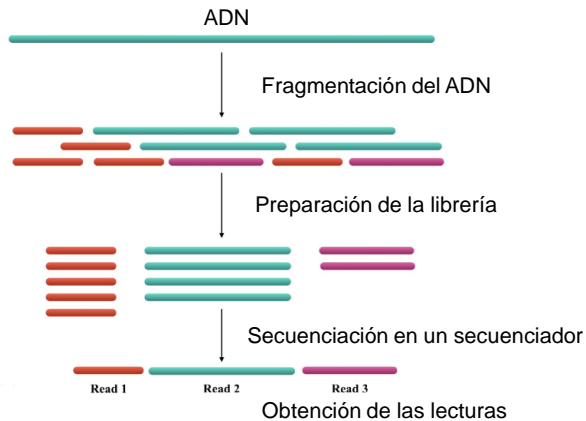 ADN
Fragmentación del ADN
Preparación de la librería
Secuenciación en un secuenciador
Read 1 Read 2 Read 3
Obtención de las lecturas